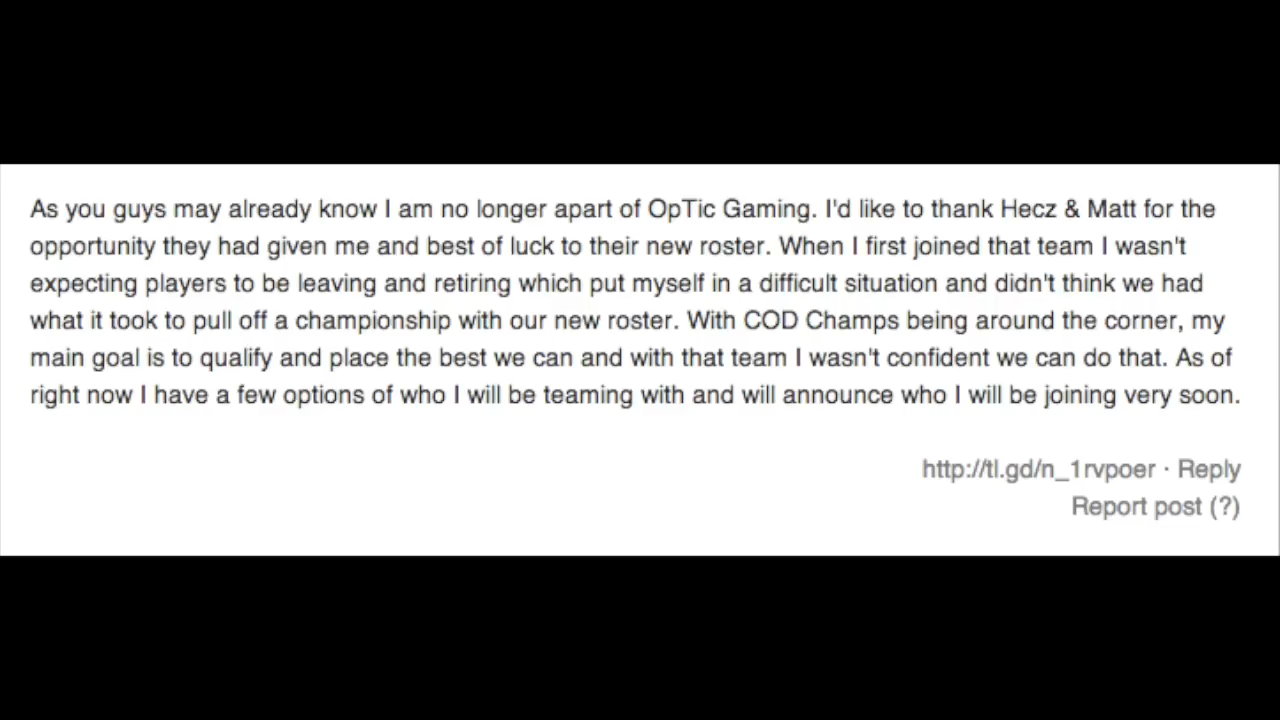 As you guys may already know I am no longer apart of OpTic Gaming. I'd like to thank Hecz & Matt for the
opportunity they had given me and best of luck to their new roster. When I first joined that team I wasn't
expecting players to be leaving and retiring which put myself in a difficult situation and didn't think we had
what it took to pull off a championship with our new roster. With COD Champs being around the corner, my
main goal is to qualify and place the best we can and with that team I wasn't confident we can do that. As of
right now I have a few options of who I will be teaming with and will announce who I will be joining very soon.
http://tl.gd/n_1rvpoer · Reply
Report post (?)